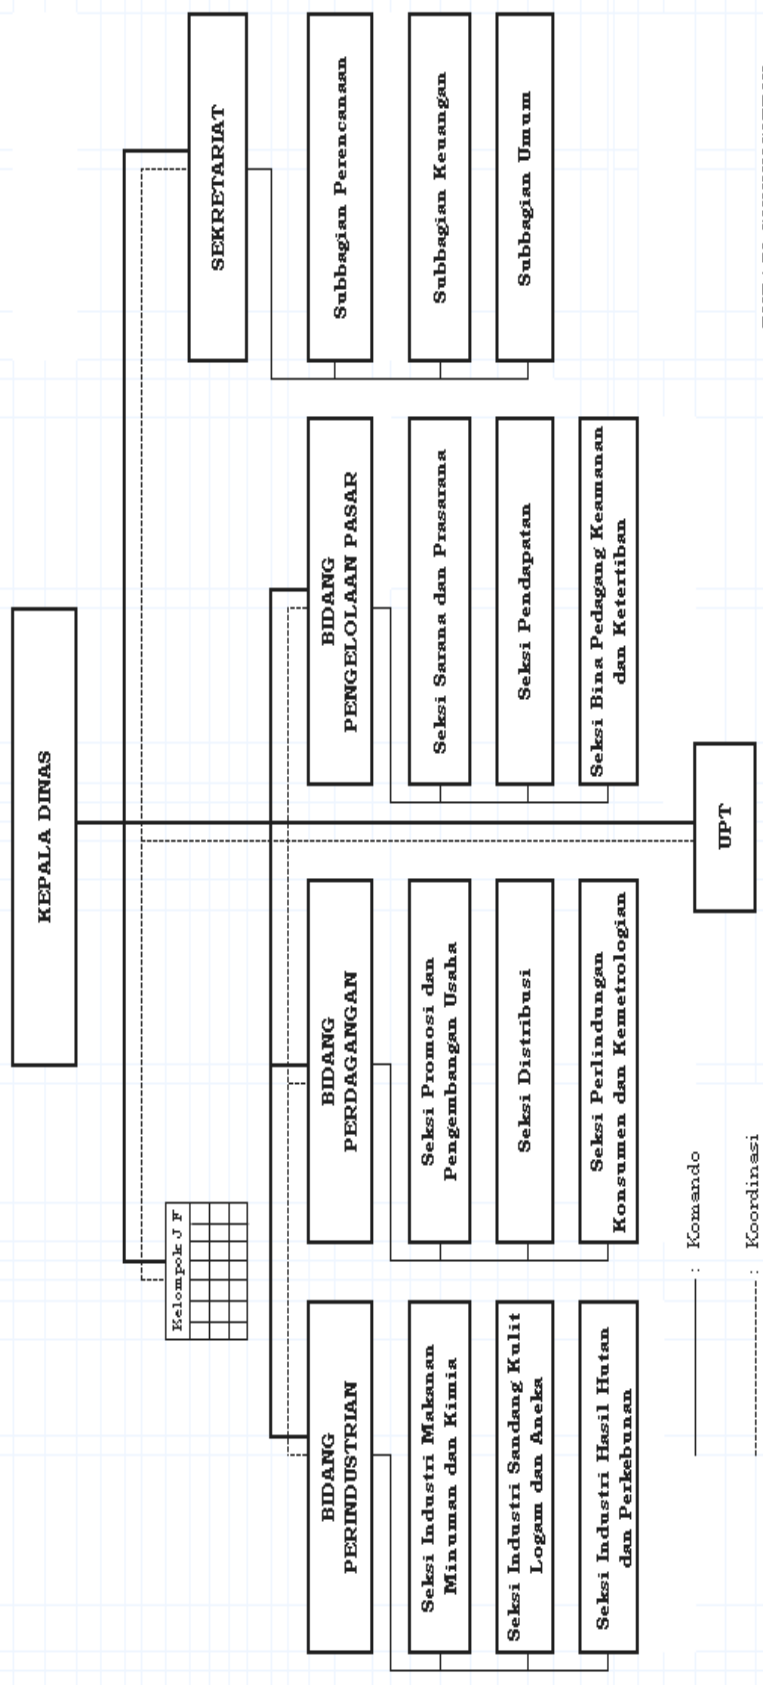 KEPALA DINAS
SEKRETARIAT
Kelompok J F
Subbagian Perencanaan
Subbagian Keuangan
Subbagian Umum
BIDANG
PERINDUSTRIAN
Seksi Industri Makanan
Minuman dan Kimia
Seksi Industri Sandang Kulit
Logam dan Aneka
Seksi Industri Hasil Hutan
dan Perkebunan
BIDANG
PERDAGANGAN
Seksi Promosi dan
Pengembangan Usaha
Seksi Distribusi
Seksi Perlindungan
Konsumen dan Kemetrologian
BIDANG
PENGELOLAAN PASAR
Seksi Sarana dan Prasarana
Seksi Pendapatan
Seksi Bina Pedagang Keamanan
dan Ketertiban
UPT
: Komando
: Koordinasi